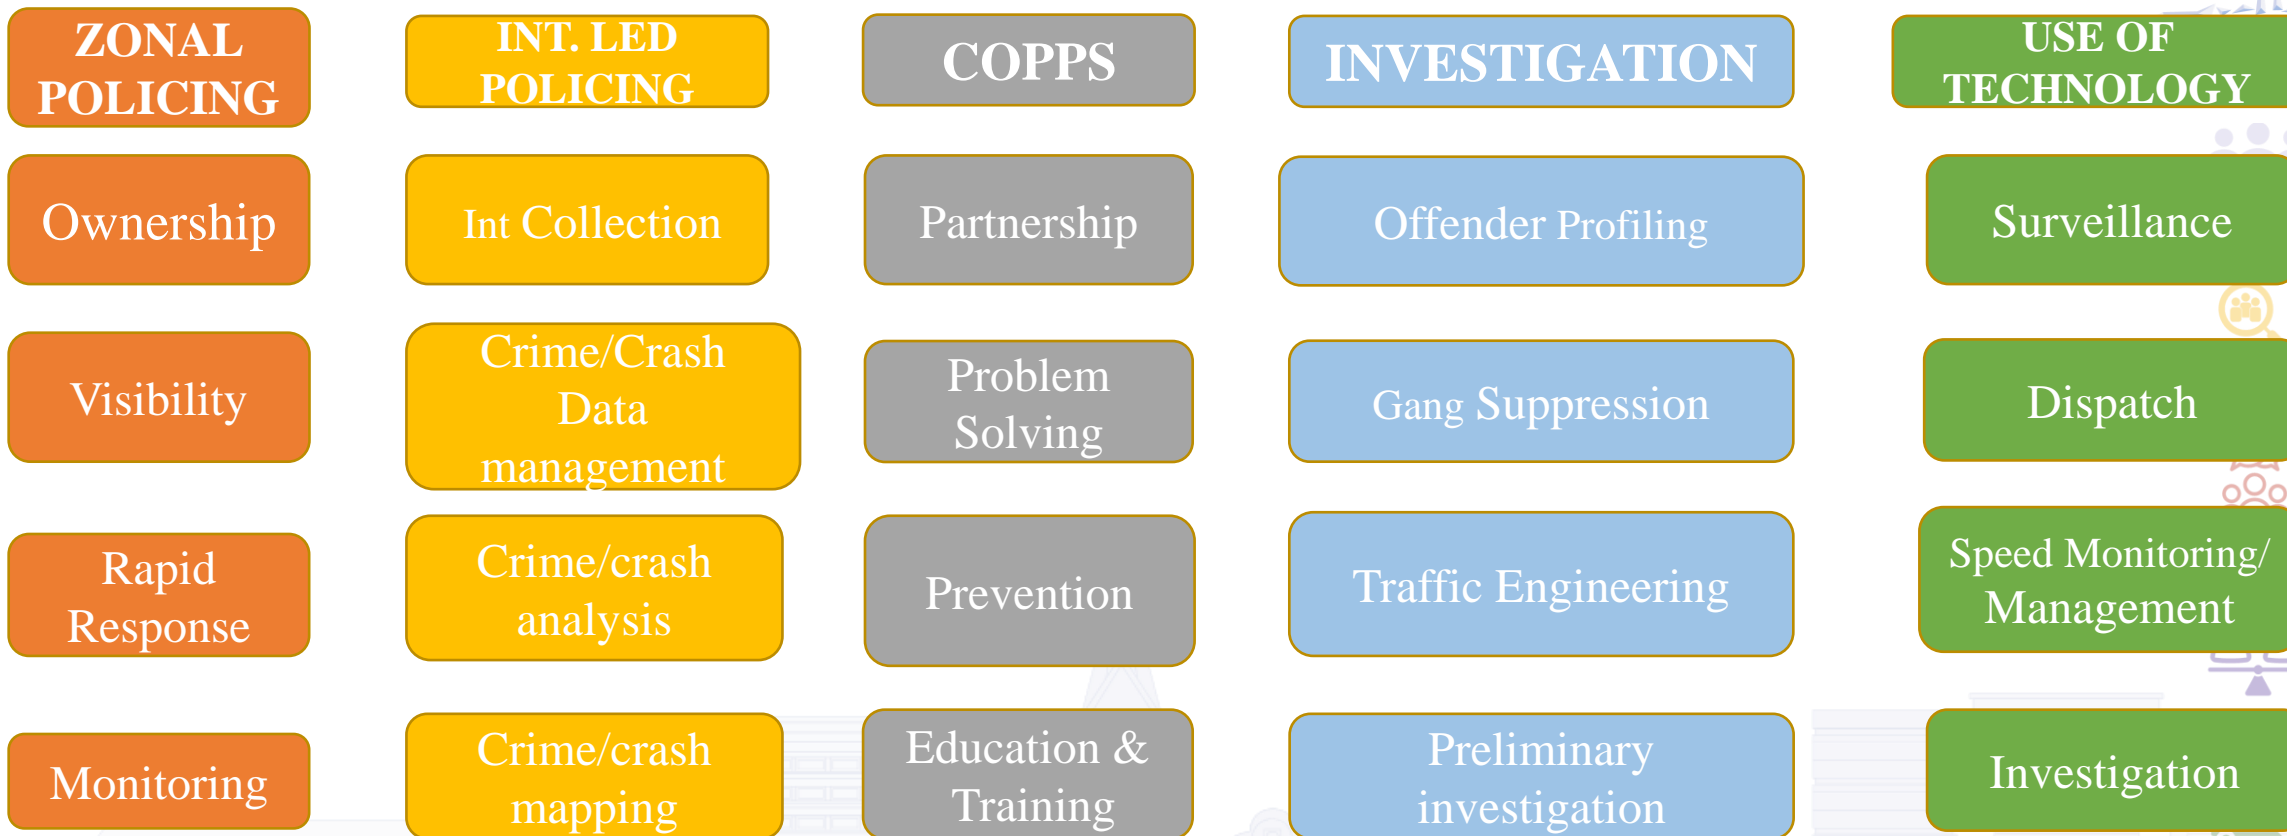 ZONAL
POLICING
INT. LED
POLICING
COPPS
INVESTIGATION
USE OF
TECHNOLOGY
Ownership
Int Collection
Partnership
Offender Profiling
Surveillance
Visibility
Crime/Crash
Data
management
Problem
Solving
Gang Suppression
Dispatch
Rapid
Response
Crime/crash
analysis
Prevention
Traffic Engineering
Speed Monitoring/
Management
Monitoring
Crime/crash
mapping
Education &
Training
Preliminary
investigation
Investigation